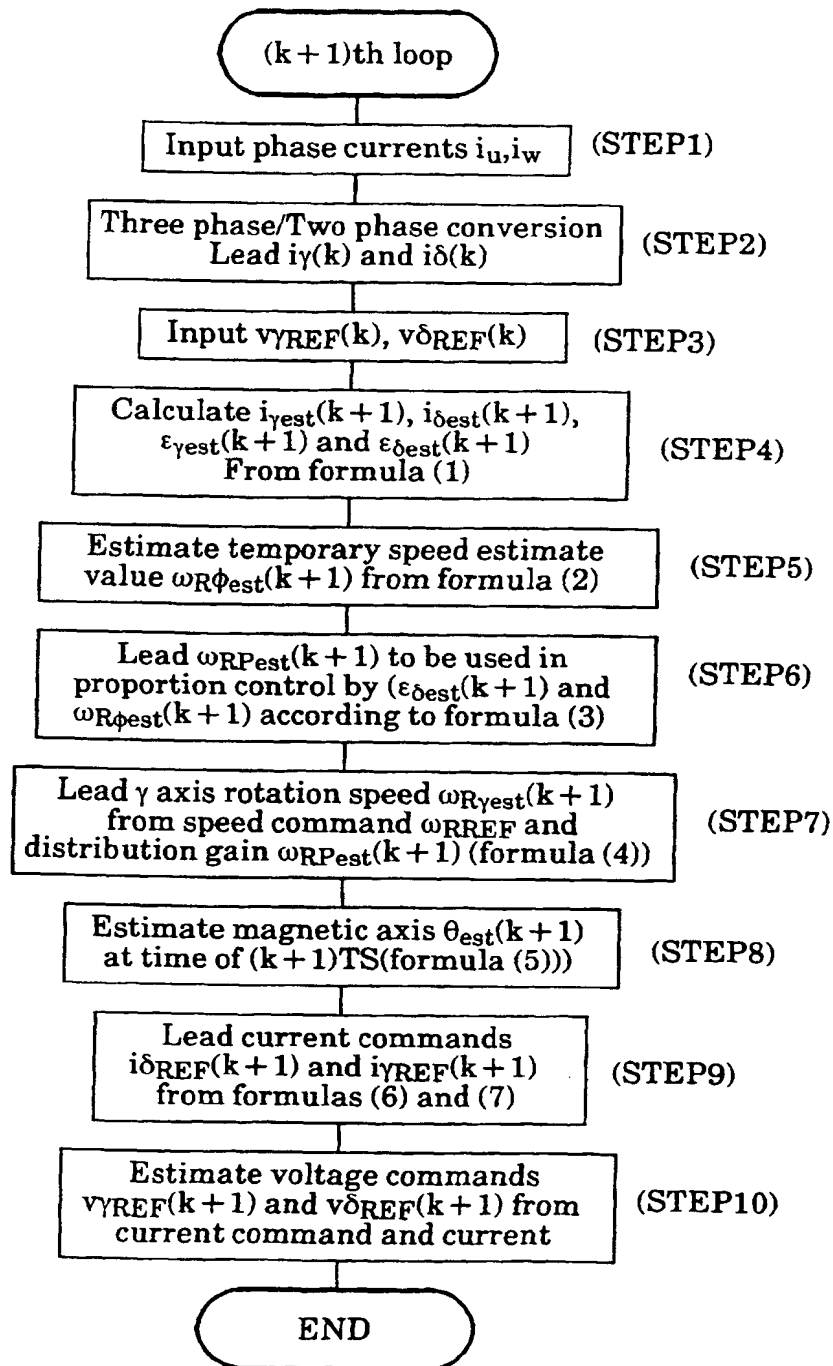 (k+1)th loop
Input phase currents iu,iw
(STEP1)
Three phase/Two phase conversion
Lead iγ(k) and iδ(k)
(STEP2)
Input vγREF(k), vδREF(k)
(STEP3)
Calculate iγest(k+1), iδest(k+1),
εγest(k+1) and εδest(k+1)
From formula (1)
(STEP4)
Estimate temporary speed estimate
value ωRϕest(k+1) from formula (2)
(STEP5)
Lead ωRPest(k+1) to be used in
proportion control by (εδest(k+1) and
ωRϕest(k+1) according to formula (3)
(STEP6)
Lead γ axis rotation speed ωRγest(k+1)
from speed command ωRREF and
distribution gain ωRPest(k+1) (formula (4))
(STEP7)
Estimate magnetic axis θest(k+1)
at time of (k+1)TS(formula (5)))
(STEP8)
Lead current commands
iδREF(k+1) and iγREF(k+1)
from formulas (6) and (7)
(STEP9)
Estimate voltage commands
vγREF(k+1) and vδREF(k+1) from
current command and current
(STEP10)
END